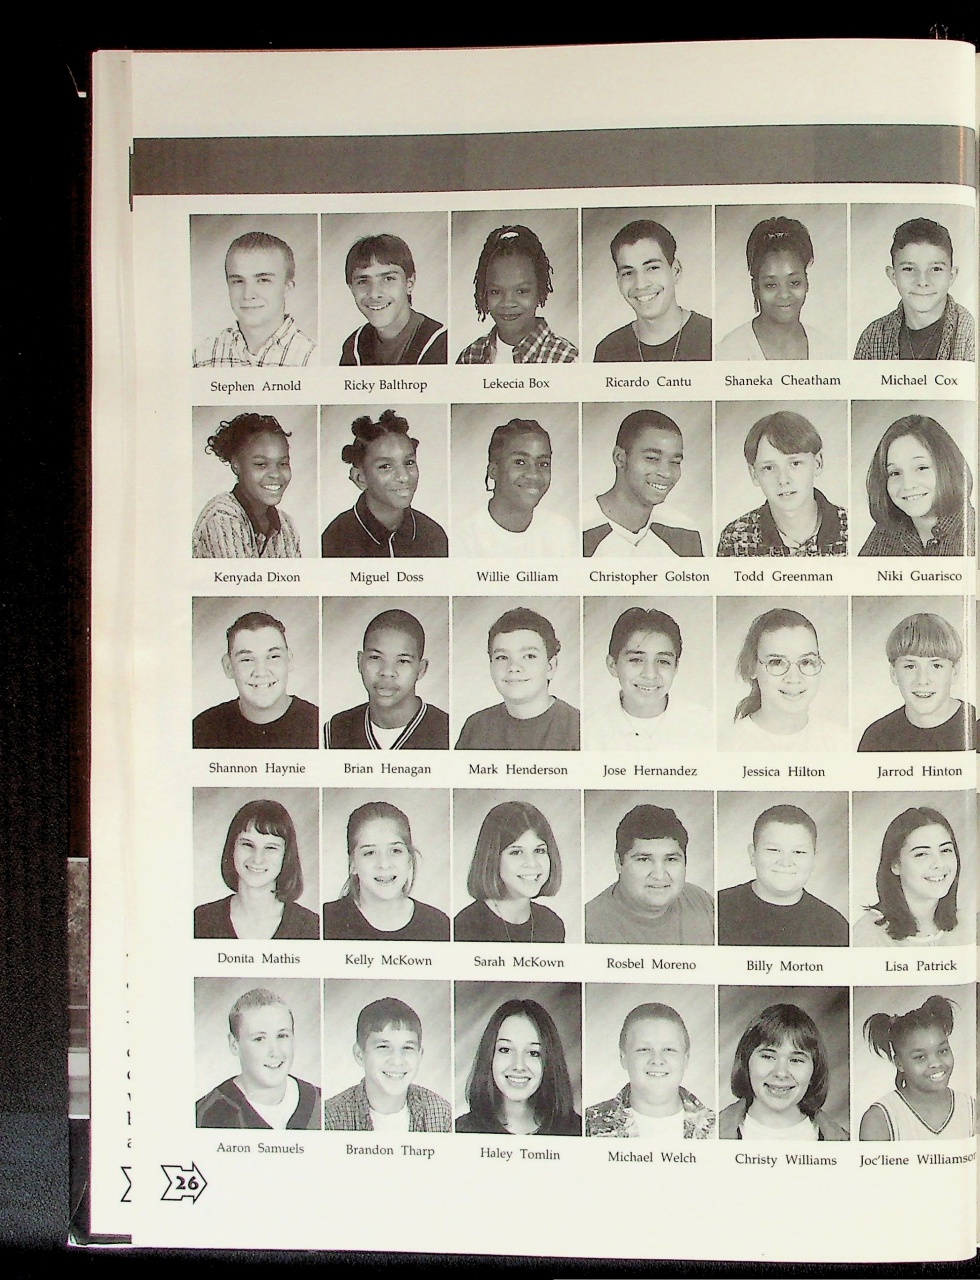 Stephen Arnold Ricky Balthrop Lekecia Box Ricardo Cantu Shaneka Cheatham Michael Cox
Kenyada Dixon Miguel Doss Willie Gilliam Christopher Golston Todd Greenman Niki Guarisco
Shannon Haynie Brian Henagan Mark Henderson Jose Hernandez Jessica Hilton Jarrod Hinton
Donita Mathis Kelly McKown Sarah McKown Rosbel Moreno Billy Morton Lisa Patrick
Aaron Samuels Brandon Tharp Haley Tomlin Michael Welch Christy Williams Joc'liene Williamson
26